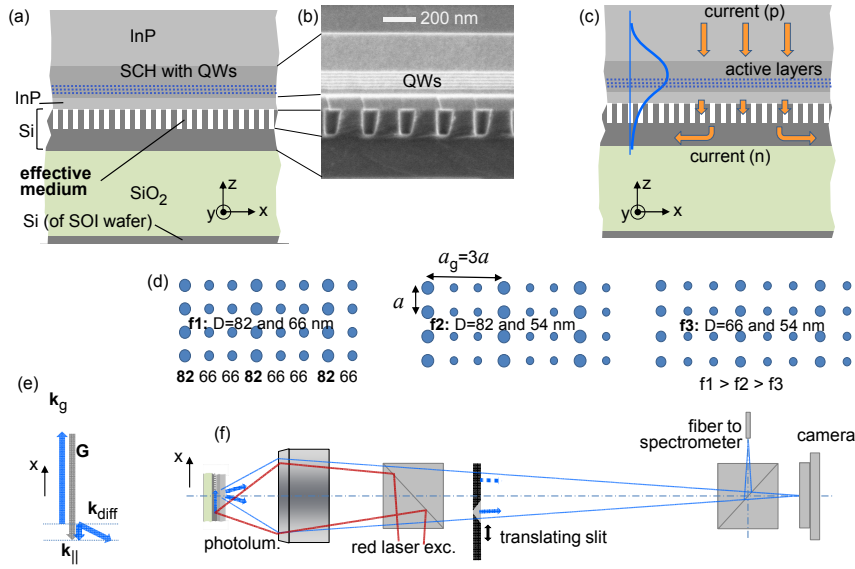 (a)
InP
SCH with QWs
InP
Si
effective
medium
SiO2
z
y
x
Si (of SOI wafer)
(b)
200 nm
QWs
(c)
current (p)
active layers
current (n)
z
y
x
(d)
f1: D=82 and 66 nm
82 66 66 82 66 66 82 66
ag=3a
a
f2: D=82 and 54 nm
f3: D=66 and 54 nm
f1 > f2 > f3
(e)
kg
G
x
kdiff
k||
(f)
x
photolum.
red laser exc.
translating slit
fiber to
spectrometer
camera